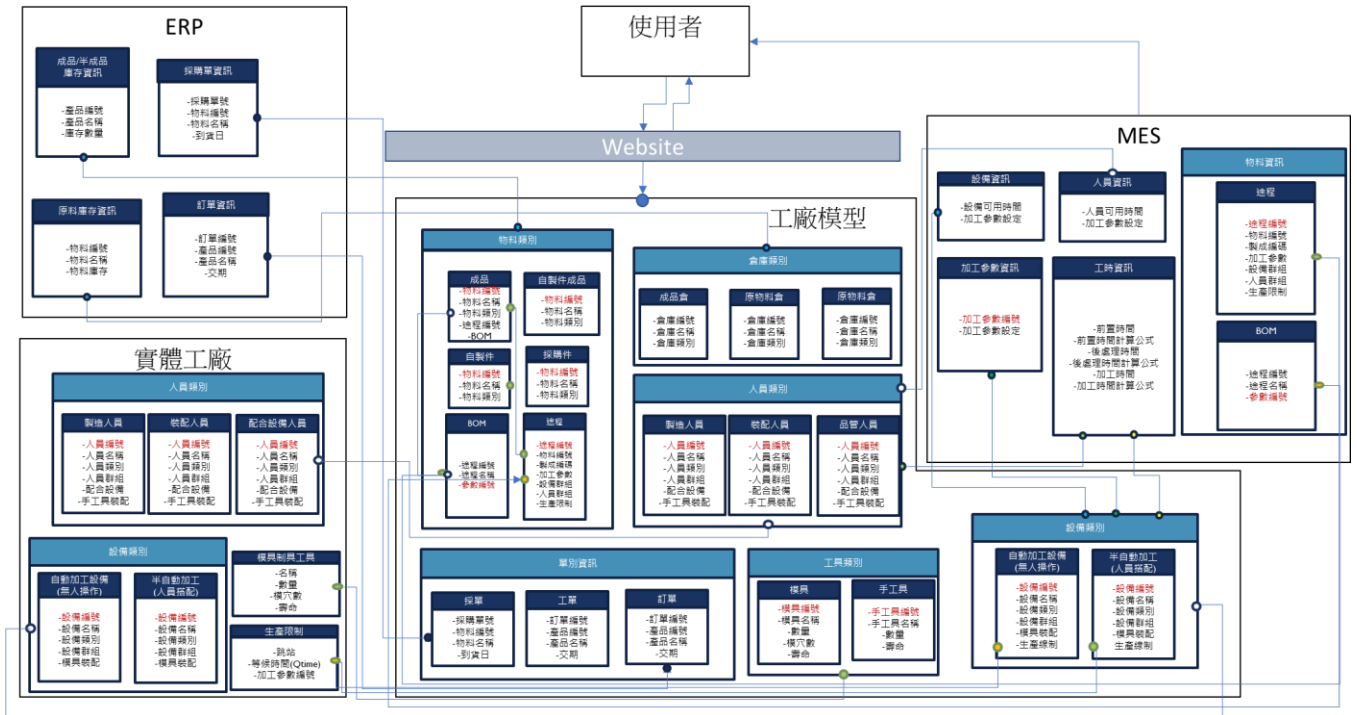 ERP
成品/半成品
庫存資訊
-產品編號
-產品名稱
-庫存數量
採購單資訊
-採購單號
-物料編號
-物料名稱
-到貨日
原料庫存資訊
-物料編號
-物料名稱
-物料庫存
訂單資訊
-訂單編號
-產品編號
-產品名稱
-交期
使用者
Website
MES
設備資訊
-設備可用時間
-加工參數設定
人員資訊
-人員可用時間
-加工參數設定
加工參數資訊
-加工參數編號
-加工參數設定
工時資訊
-前置時間
-前置時間計算公式
-後處理時間
-後處理時間計算公式
-加工時間
-加工時間計算公式
物料資訊
途程
-途程編號
-物料編號
-製成編碼
-加工參數
-設備群組
-人員群組
-生產限制
BOM
-途程編號
-途程名稱
-參數編號
工廠模型
物料類別
成品
-物料編號
-物料名稱
-物料類別
-途程編號
-BOM
自製件成品
-物料編號
-物料名稱
-物料類別
自製件
-物料編號
-物料名稱
-物料類別
採購件
-物料編號
-物料名稱
-物料類別
BOM
-途程編號
-途程名稱
-參數編號
途程
-途程編號
-物料編號
-製成編碼
-加工參數
-設備群組
-人員群組
-生產限制
倉庫類別
成品倉
-倉庫編號
-倉庫名稱
-倉庫類別
原物料倉
-倉庫編號
-倉庫名稱
-倉庫類別
原物料倉
-倉庫編號
-倉庫名稱
-倉庫類別
人員類別
製造人員
-人員編號
-人員名稱
-人員類別
-人員群組
-配合設備
-手工具裝配
裝配人員
-人員編號
-人員名稱
-人員類別
-人員群組
-配合設備
-手工具裝配
品管人員
-人員編號
-人員名稱
-人員類別
-人員群組
-配合設備
-手工具裝配
單別資訊
採單
-採購單號
-物料編號
-物料名稱
-到貨日
工單
-訂單編號
-產品編號
-產品名稱
-交期
訂單
-訂單編號
-產品編號
-產品名稱
-交期
工具類別
模具
-模具編號
-模具名稱
-數量
-模穴數
-壽命
手工具
-手工具編號
-手工具名稱
-數量
-壽命
設備類別
自動加工設備
(無人操作)
-設備編號
-設備名稱
-設備類別
-設備群組
-模具裝配
-生產線制
半自動加工
(人員搭配)
-設備編號
-設備名稱
-設備類別
-設備群組
-模具裝配
生產線制
實體工廠
人員類別
製造人員
-人員編號
-人員名稱
-人員類別
-人員群組
-配合設備
-手工具裝配
裝配人員
-人員編號
-人員名稱
-人員類別
-人員群組
-配合設備
-手工具裝配
配合設備人員
-人員編號
-人員名稱
-人員類別
-人員群組
-配合設備
-手工具裝配
設備類別
自動加工設備
(無人操作)
-設備編號
-設備名稱
-設備類別
-設備群組
-模具裝配
半自動加工
(人員搭配)
-設備編號
-設備名稱
-設備類別
-設備群組
-模具裝配
模具制具工具
-名稱
-數量
-模穴數
-壽命
生產限制
-跳站
-等候時間(Qtime)
-加工參數編號